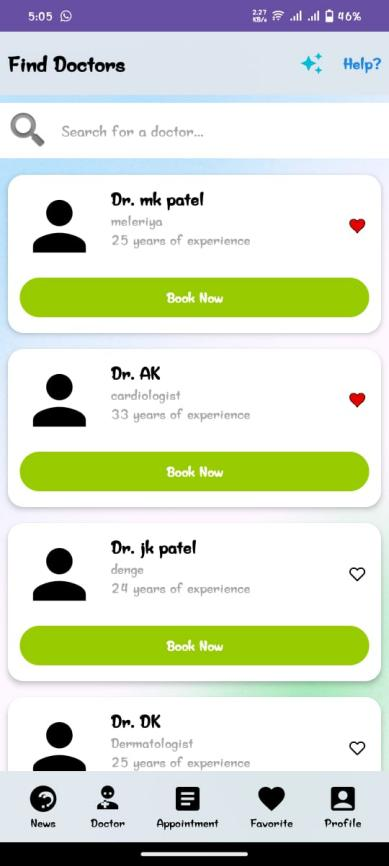 5:05 2.27 KB/s 46%
Find Doctors Help?
Search for a doctor...
Dr. mk patel
meleriya
25 years of experience
Book Now
Dr. AK
cardiologist
33 years of experience
Book Now
Dr. jk patel
denge
24 years of experience
Book Now
Dr. DK
Dermatologist
25 years of experience
News Doctor Appointment Favorite Profile